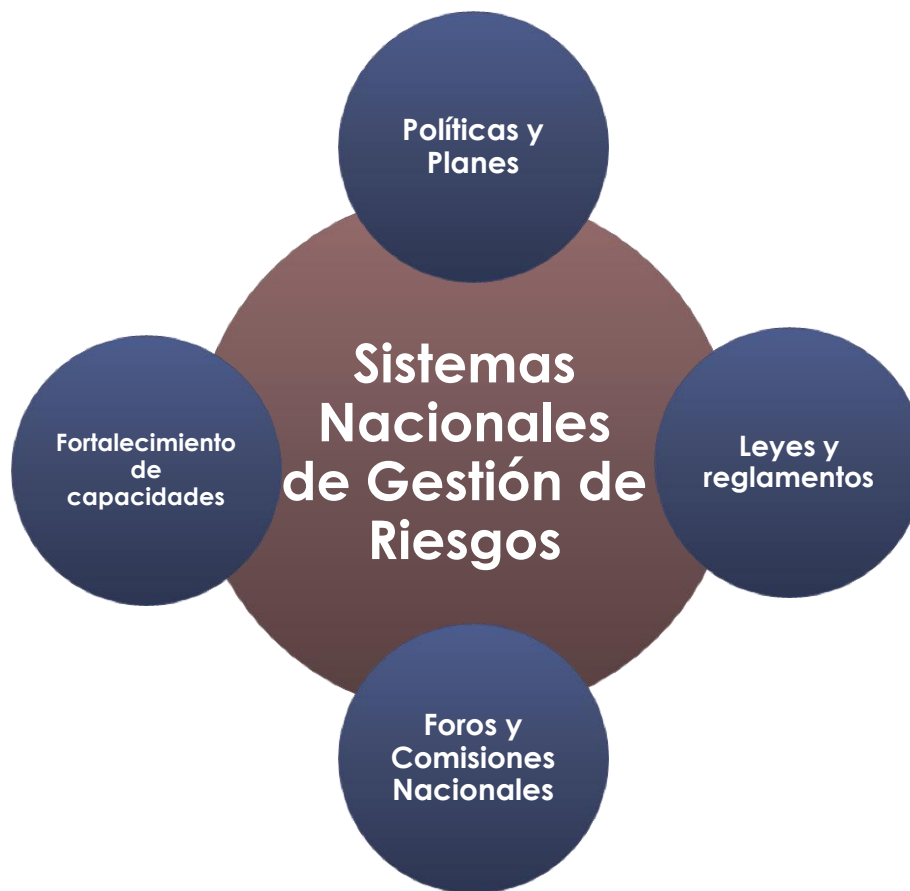 Políticas y
Planes
Sistemas
Nacionales
de Gestión de
Riesgos
Fortalecimiento
de
capacidades
Leyes y
reglamentos
Foros y
Comisiones
Nacionales